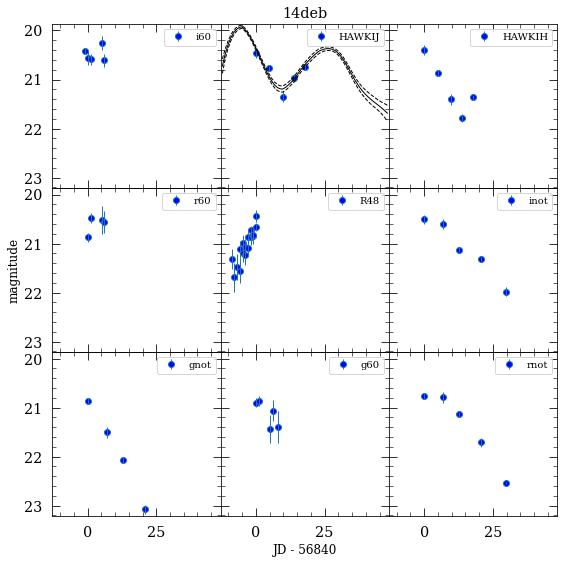 14deb
20
21
22
23
i60
HAWKIJ
HAWKIH
20
21
22
23
magnitude
r60
R48
inot
20
21
22
23
gnot
g60
rnot
0 25 0 25 0 25
JD - 56840